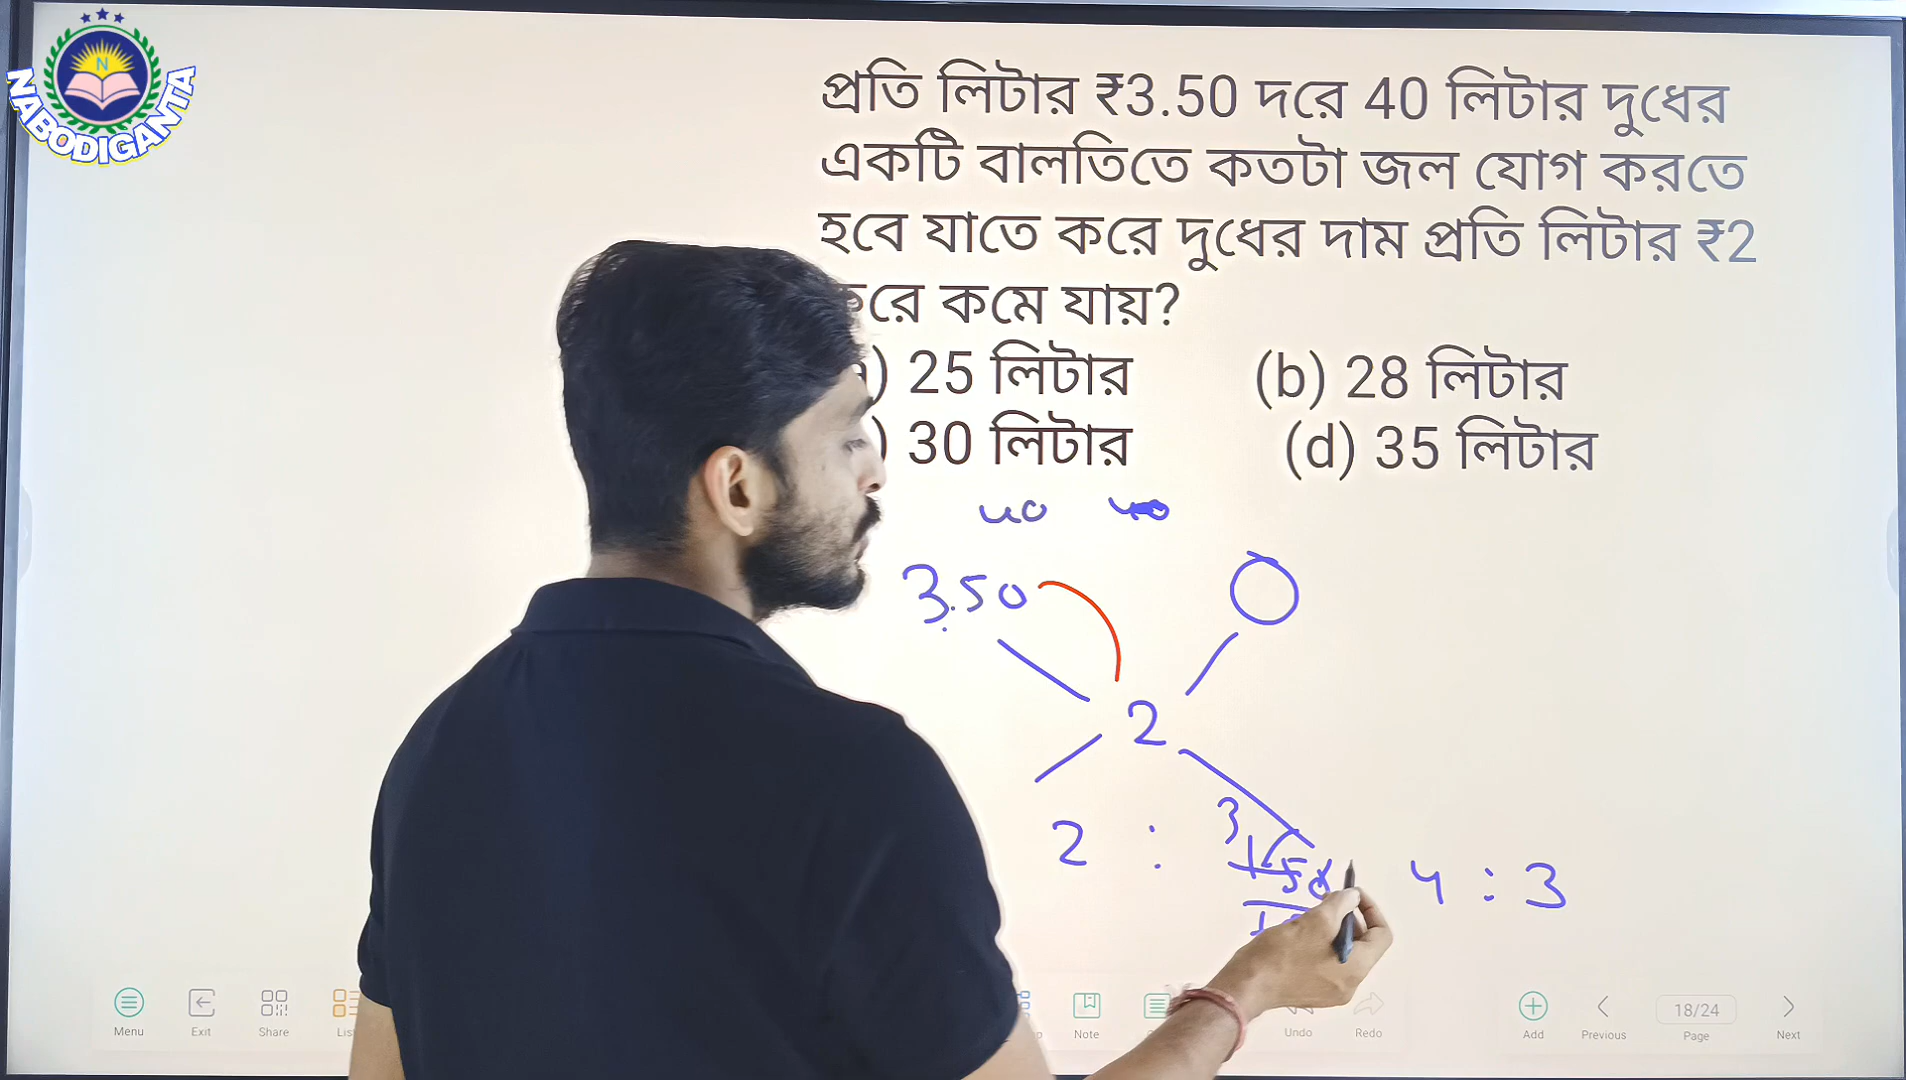 NABODIGANTA
N
প্রতি লিটার ₹3.50 দরে 40 লিটার দুধের
একটি বালতিতে কতটা জল যোগ করতে
হবে যাতে করে দুধের দাম প্রতি লিটার ₹2
কমে যায়?
25 লিটার (b) 28 লিটার
30 লিটার (d) 35 লিটার
40
3.50 0
2
2 : 3 4 : 3
Menu Exit Share Note Undo Redo Add Previous 18/24 Page Next